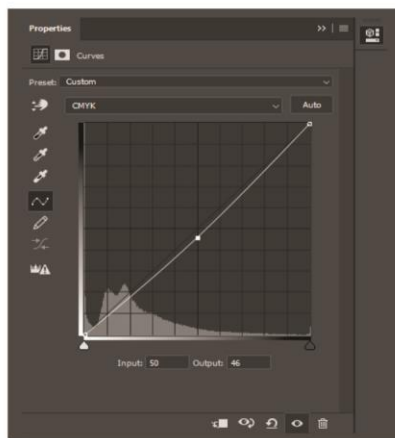 Properties
Curves
Preset: Custom
CMYK Auto
Input: 50 Output: 46